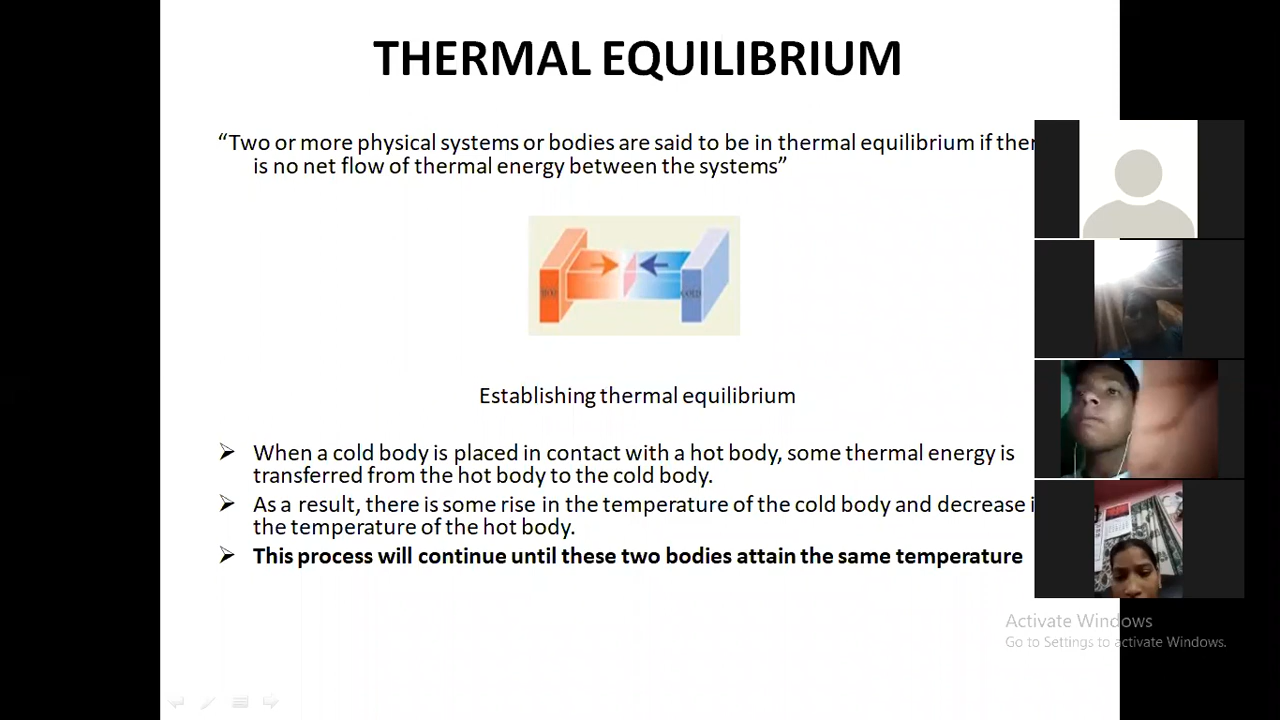 THERMAL EQUILIBRIUM
“Two or more physical systems or bodies are said to be in thermal equilibrium if ther
is no net flow of thermal energy between the systems”
COLD
Establishing thermal equilibrium
When a cold body is placed in contact with a hot body, some thermal energy is
transferred from the hot body to the cold body.
As a result, there is some rise in the temperature of the cold body and decrease i
the temperature of the hot body.
This process will continue until these two bodies attain the same temperature
Activate Windows
Go to Settings to activate Windows.